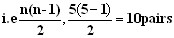 i.e n(n-1)/2, 5(5-1)/2 = 10pairs